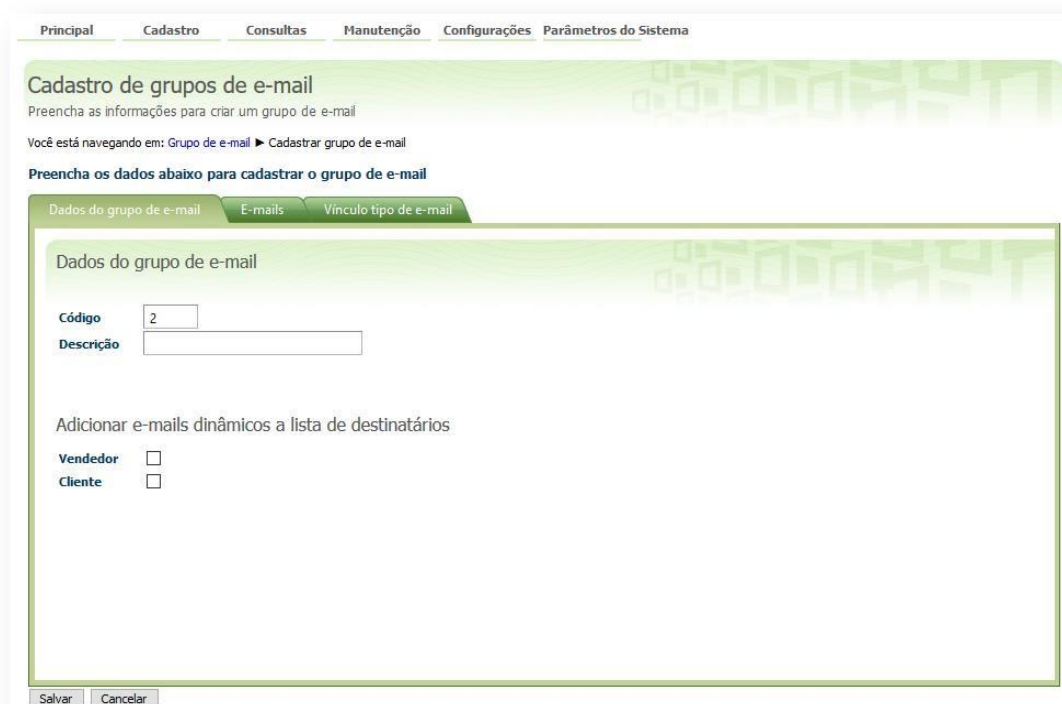 Principal Cadastro Consultas Manutenção Configurações Parâmetros do Sistema
Cadastro de grupos de e-mail
Preencha as informações para criar um grupo de e-mail
Você está navegando em: Grupo de e-mail ► Cadastrar grupo de e-mail
Preencha os dados abaixo para cadastrar o grupo de e-mail
Dados do grupo de e-mail E-mails Vínculo tipo de e-mail
Dados do grupo de e-mail
Código 2
Descrição
Adicionar e-mails dinâmicos a lista de destinatários
Vendedor
Cliente
Salvar Cancelar